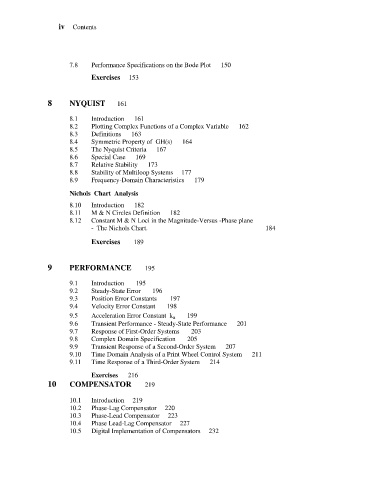 iv Contents
7.8 Performance Specifications on the Bode Plot 150
Exercises 153
8 NYQUIST 161
8.1 Introduction 161
8.2 Plotting Complex Functions of a Complex Variable 162
8.3 Definitions 163
8.4 Symmetric Property of GH(s) 164
8.5 The Nyquist Criteria 167
8.6 Special Case 169
8.7 Relative Stability 173
8.8 Stability of Multiloop Systems 177
8.9 Frequency-Domain Characteristics 179
Nichols Chart Analysis
8.10 Introduction 182
8.11 M & N Circles Definition 182
8.12 Constant M & N Loci in the Magnitude-Versus -Phase plane
- The Nichols Chart. 184
Exercises 189
9 PERFORMANCE 195
9.1 Introduction 195
9.2 Steady-State Error 196
9.3 Position Error Constants 197
9.4 Velocity Error Constant 198
9.5 Acceleration Error Constant ka 199
9.6 Transient Performance - Steady-State Performance 201
9.7 Response of First-Order Systems 203
9.8 Complex Domain Specification 205
9.9 Transient Response of a Second-Order System 207
9.10 Time Domain Analysis of a Print Wheel Control System 211
9.11 Time Response of a Third-Order System 214
Exercises 216
10 COMPENSATOR 219
10.1 Introduction 219
10.2 Phase-Lag Compensator 220
10.3 Phase-Lead Compensator 223
10.4 Phase Lead-Lag Compensator 227
10.5 Digital Implementation of Compensators 232